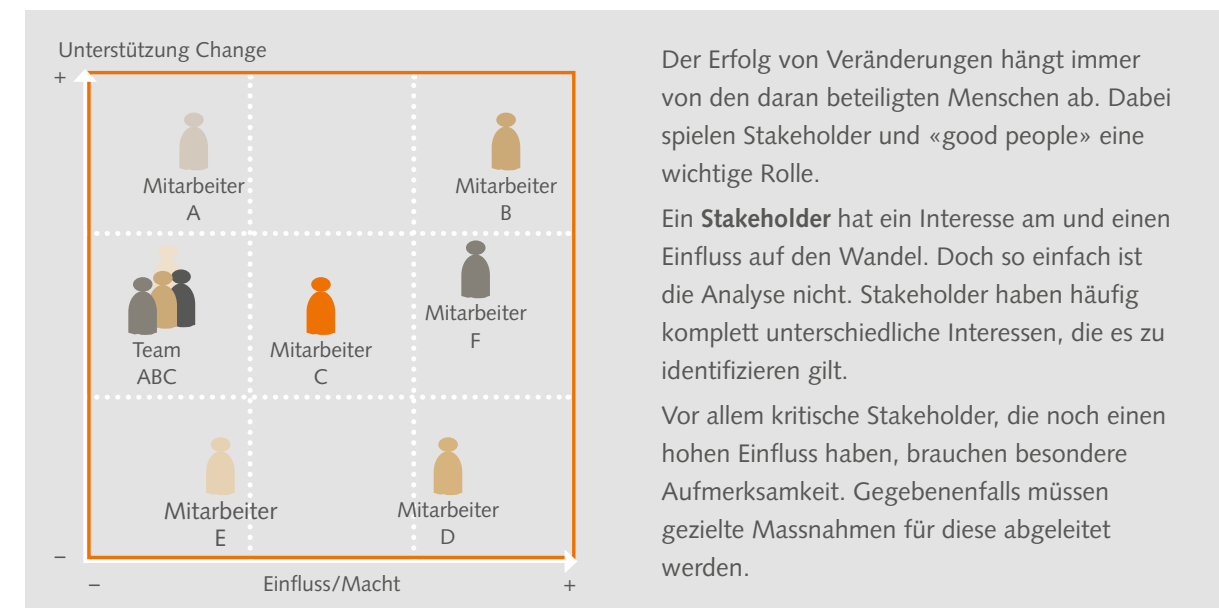 Unterstützung Change
+
Mitarbeiter
A
Mitarbeiter
B
Team
ABC
Mitarbeiter
C
Mitarbeiter
F
Mitarbeiter
E
Mitarbeiter
D
–
–
Einfluss/Macht
+
Der Erfolg von Veränderungen hängt immer
von den daran beteiligten Menschen ab. Dabei
spielen Stakeholder und «good people» eine
wichtige Rolle.
Ein Stakeholder hat ein Interesse am und einen
Einfluss auf den Wandel. Doch so einfach ist
die Analyse nicht. Stakeholder haben häufig
komplett unterschiedliche Interessen, die es zu
identifizieren gilt.
Vor allem kritische Stakeholder, die noch einen
hohen Einfluss haben, brauchen besondere
Aufmerksamkeit. Gegebenenfalls müssen
gezielte Massnahmen für diese abgeleitet
werden.